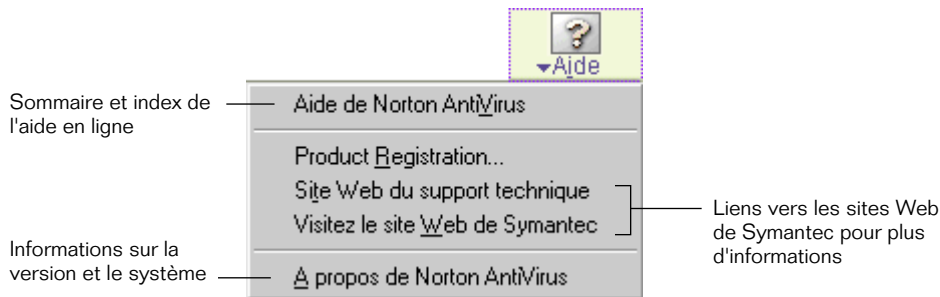 Aide
Sommaire et index de
l'aide en ligne
Aide de Norton AntiVirus
Product Registration...
Site Web du support technique
Visitez le site Web de Symantec
Liens vers les sites Web
de Symantec pour plus
d'informations
Informations sur la
version et le système
A propos de Norton AntiVirus